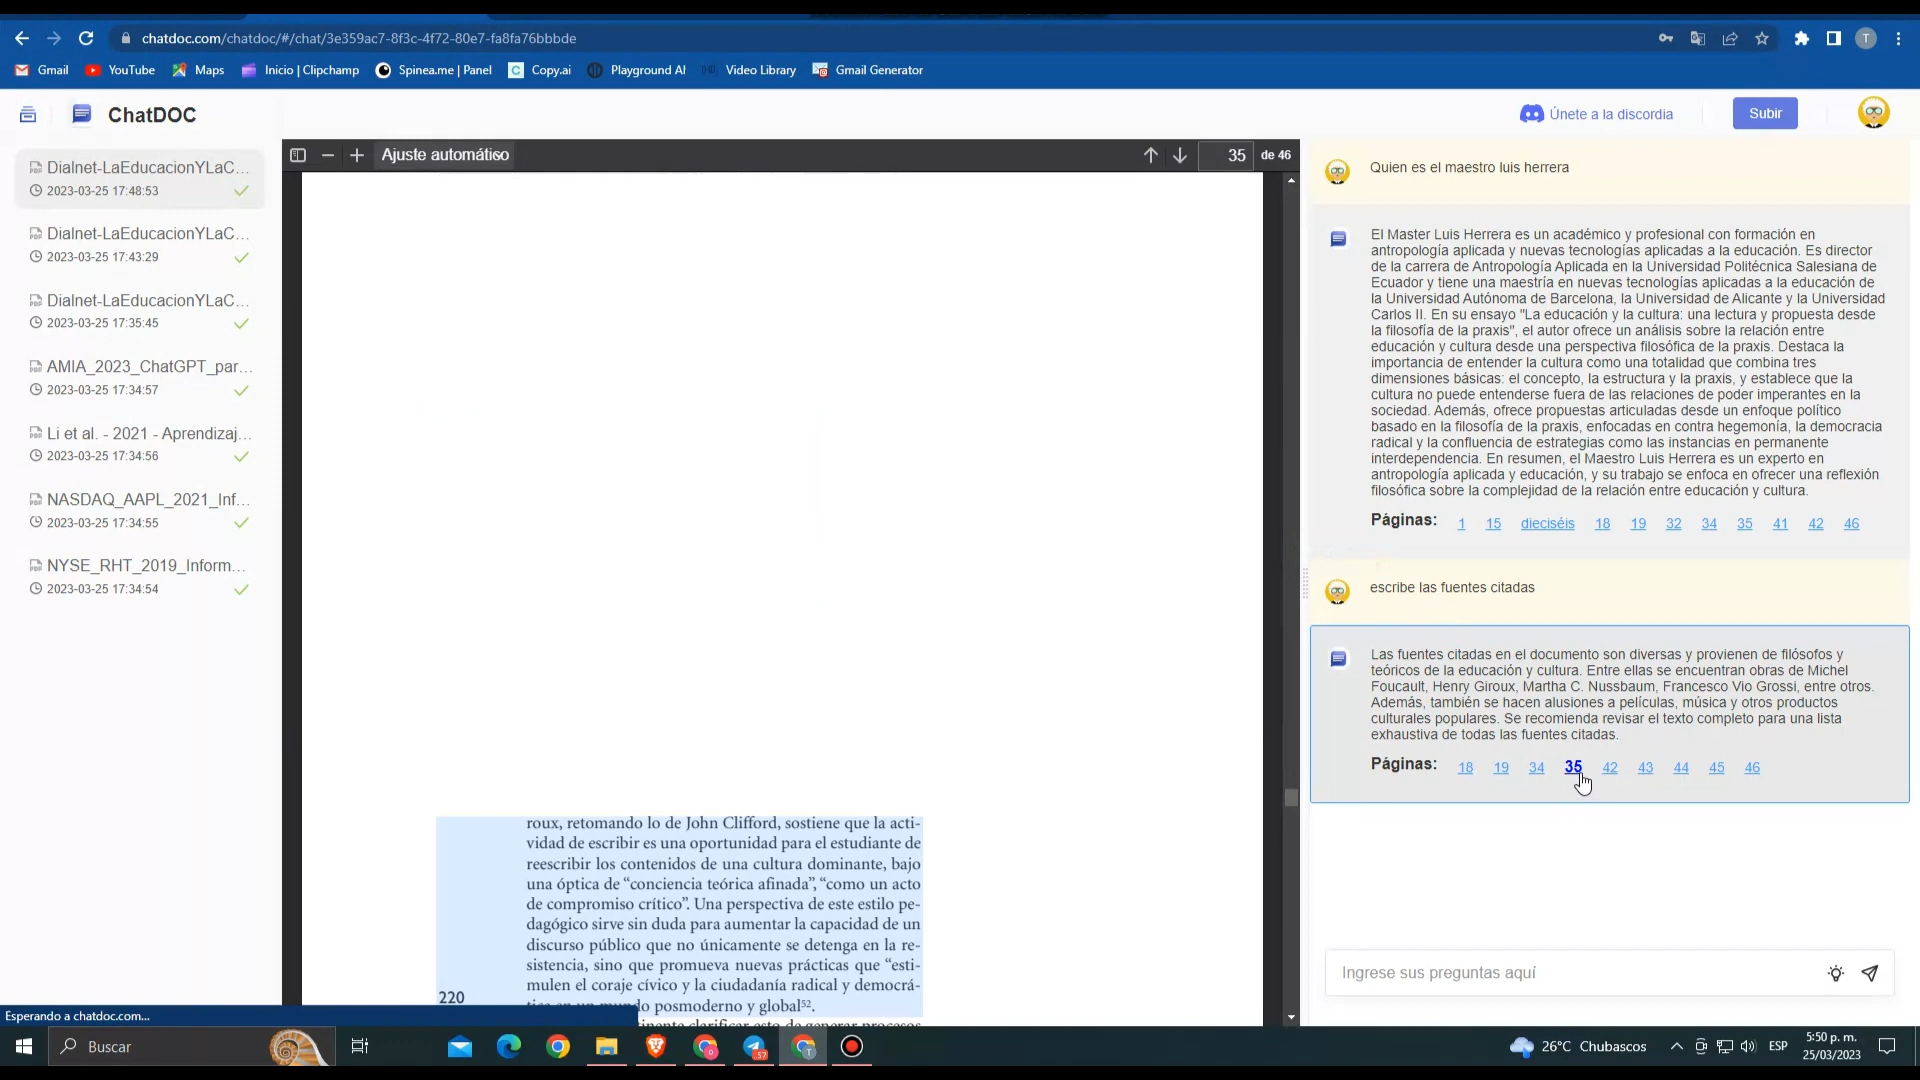 chatdoc.com/chatdoc/#/chat/3e359ac7-8f3c-4f72-80e7-fa8fa76bbbde
T
Gmail
YouTube
Maps
Inicio | Clipchamp
Spinea.me | Panel
Copy.ai
Playground AI
Video Library
Gmail Generator
ChatDOC
Únete a la discordia
Subir
Dialnet-LaEducacionYLaC...
2023-03-25 17:48:53
Dialnet-LaEducacionYLaC...
2023-03-25 17:43:29
Dialnet-LaEducacionYLaC...
2023-03-25 17:35:45
AMIA_2023_ChatGPT_par...
2023-03-25 17:34:57
Li et al. - 2021 - Aprendizaj...
2023-03-25 17:34:56
NASDAQ_AAPL_2021_Inf...
2023-03-25 17:34:55
NYSE_RHT_2019_Inform...
2023-03-25 17:34:54
Ajuste automático
35 de 46
roux, retomando lo de John Clifford, sostiene que la acti-
vidad de escribir es una oportunidad para el estudiante de
reescribir los contenidos de una cultura dominante, bajo
una óptica de “conciencia teórica afinada”, “como un acto
de compromiso crítico”. Una perspectiva de este estilo pe-
dagógico sirve sin duda para aumentar la capacidad de un
discurso público que no únicamente se detenga en la re-
sistencia, sino que promueva nuevas prácticas que “esti-
mulen el coraje cívico y la ciudadanía radical y democrá-
220
tica en un mundo posmoderno y global52.
Quien es el maestro luis herrera
El Master Luis Herrera es un académico y profesional con formación en
antropología aplicada y nuevas tecnologías aplicadas a la educación. Es director
de la carrera de Antropología Aplicada en la Universidad Politécnica Salesiana de
Ecuador y tiene una maestría en nuevas tecnologías aplicadas a la educación de
la Universidad Autónoma de Barcelona, la Universidad de Alicante y la Universidad
Carlos II. En su ensayo "La educación y la cultura: una lectura y propuesta desde
la filosofía de la praxis", el autor ofrece un análisis sobre la relación entre
educación y cultura desde una perspectiva filosófica de la praxis. Destaca la
importancia de entender la cultura como una totalidad que combina tres
dimensiones básicas: el concepto, la estructura y la praxis, y establece que la
cultura no puede entenderse fuera de las relaciones de poder imperantes en la
sociedad. Además, ofrece propuestas articuladas desde un enfoque político
basado en la filosofía de la praxis, enfocadas en contra hegemonía, la democracia
radical y la confluencia de estrategias como las instancias en permanente
interdependencia. En resumen, el Maestro Luis Herrera es un experto en
antropología aplicada y educación, y su trabajo se enfoca en ofrecer una reflexión
filosófica sobre la complejidad de la relación entre educación y cultura.
Páginas: 1 15 dieciséis 18 19 32 34 35 41 42 46
escribe las fuentes citadas
Las fuentes citadas en el documento son diversas y provienen de filósofos y
teóricos de la educación y cultura. Entre ellas se encuentran obras de Michel
Foucault, Henry Giroux, Martha C. Nussbaum, Francesco Vio Grossi, entre otros.
Además, también se hacen alusiones a películas, música y otros productos
culturales populares. Se recomienda revisar el texto completo para una lista
exhaustiva de todas las fuentes citadas.
Páginas: 18 19 34 35 42 43 44 45 46
Ingrese sus preguntas aquí
Esperando a chatdoc.com...
Buscar
57
26°C Chubascos
ESP
5:50 p. m.
25/03/2023